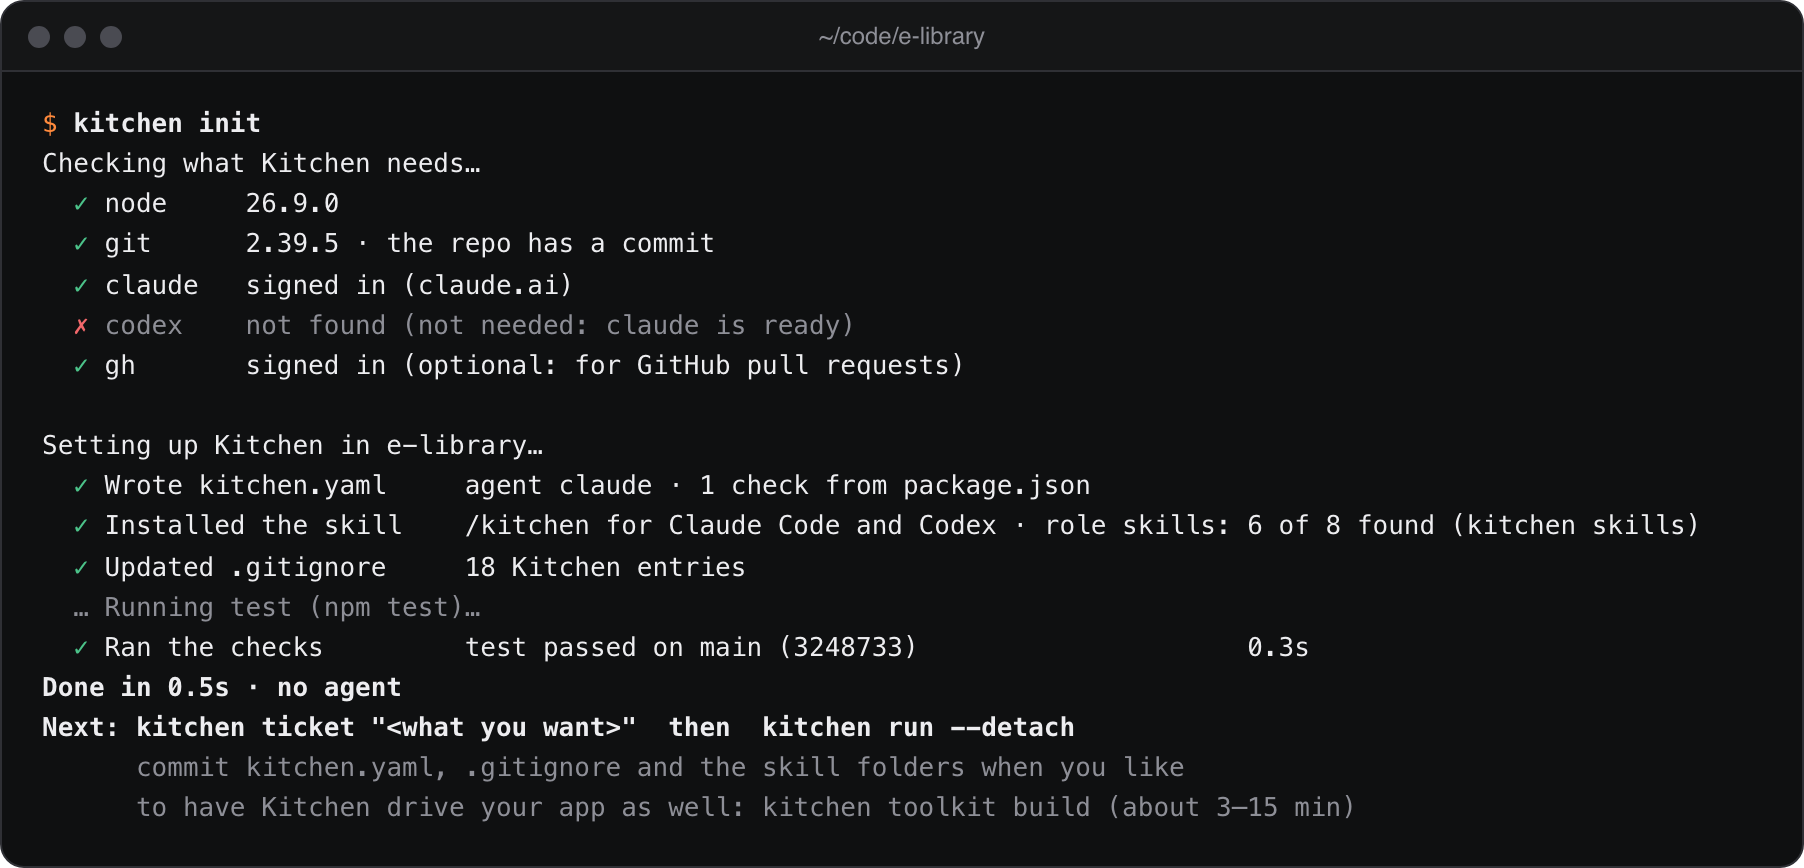 ~/code/e-library
$ kitchen init
Checking what Kitchen needs…
✓ node     26.9.0
✓ git      2.39.5 · the repo has a commit
✓ claude   signed in (claude.ai)
✗ codex    not found (not needed: claude is ready)
✓ gh       signed in (optional: for GitHub pull requests)
Setting up Kitchen in e-library…
✓ Wrote kitchen.yaml     agent claude · 1 check from package.json
✓ Installed the skill    /kitchen for Claude Code and Codex · role skills: 6 of 8 found (kitchen skills)
✓ Updated .gitignore     18 Kitchen entries
… Running test (npm test)…
✓ Ran the checks         test passed on main (3248733)                     0.3s
Done in 0.5s · no agent
Next: kitchen ticket "<what you want>"  then  kitchen run --detach
commit kitchen.yaml, .gitignore and the skill folders when you like
to have Kitchen drive your app as well: kitchen toolkit build (about 3–15 min)